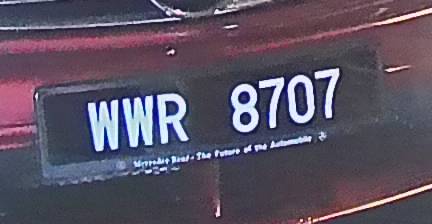 WWR 8707
Mercedes-Benz - The Future of the Automobile